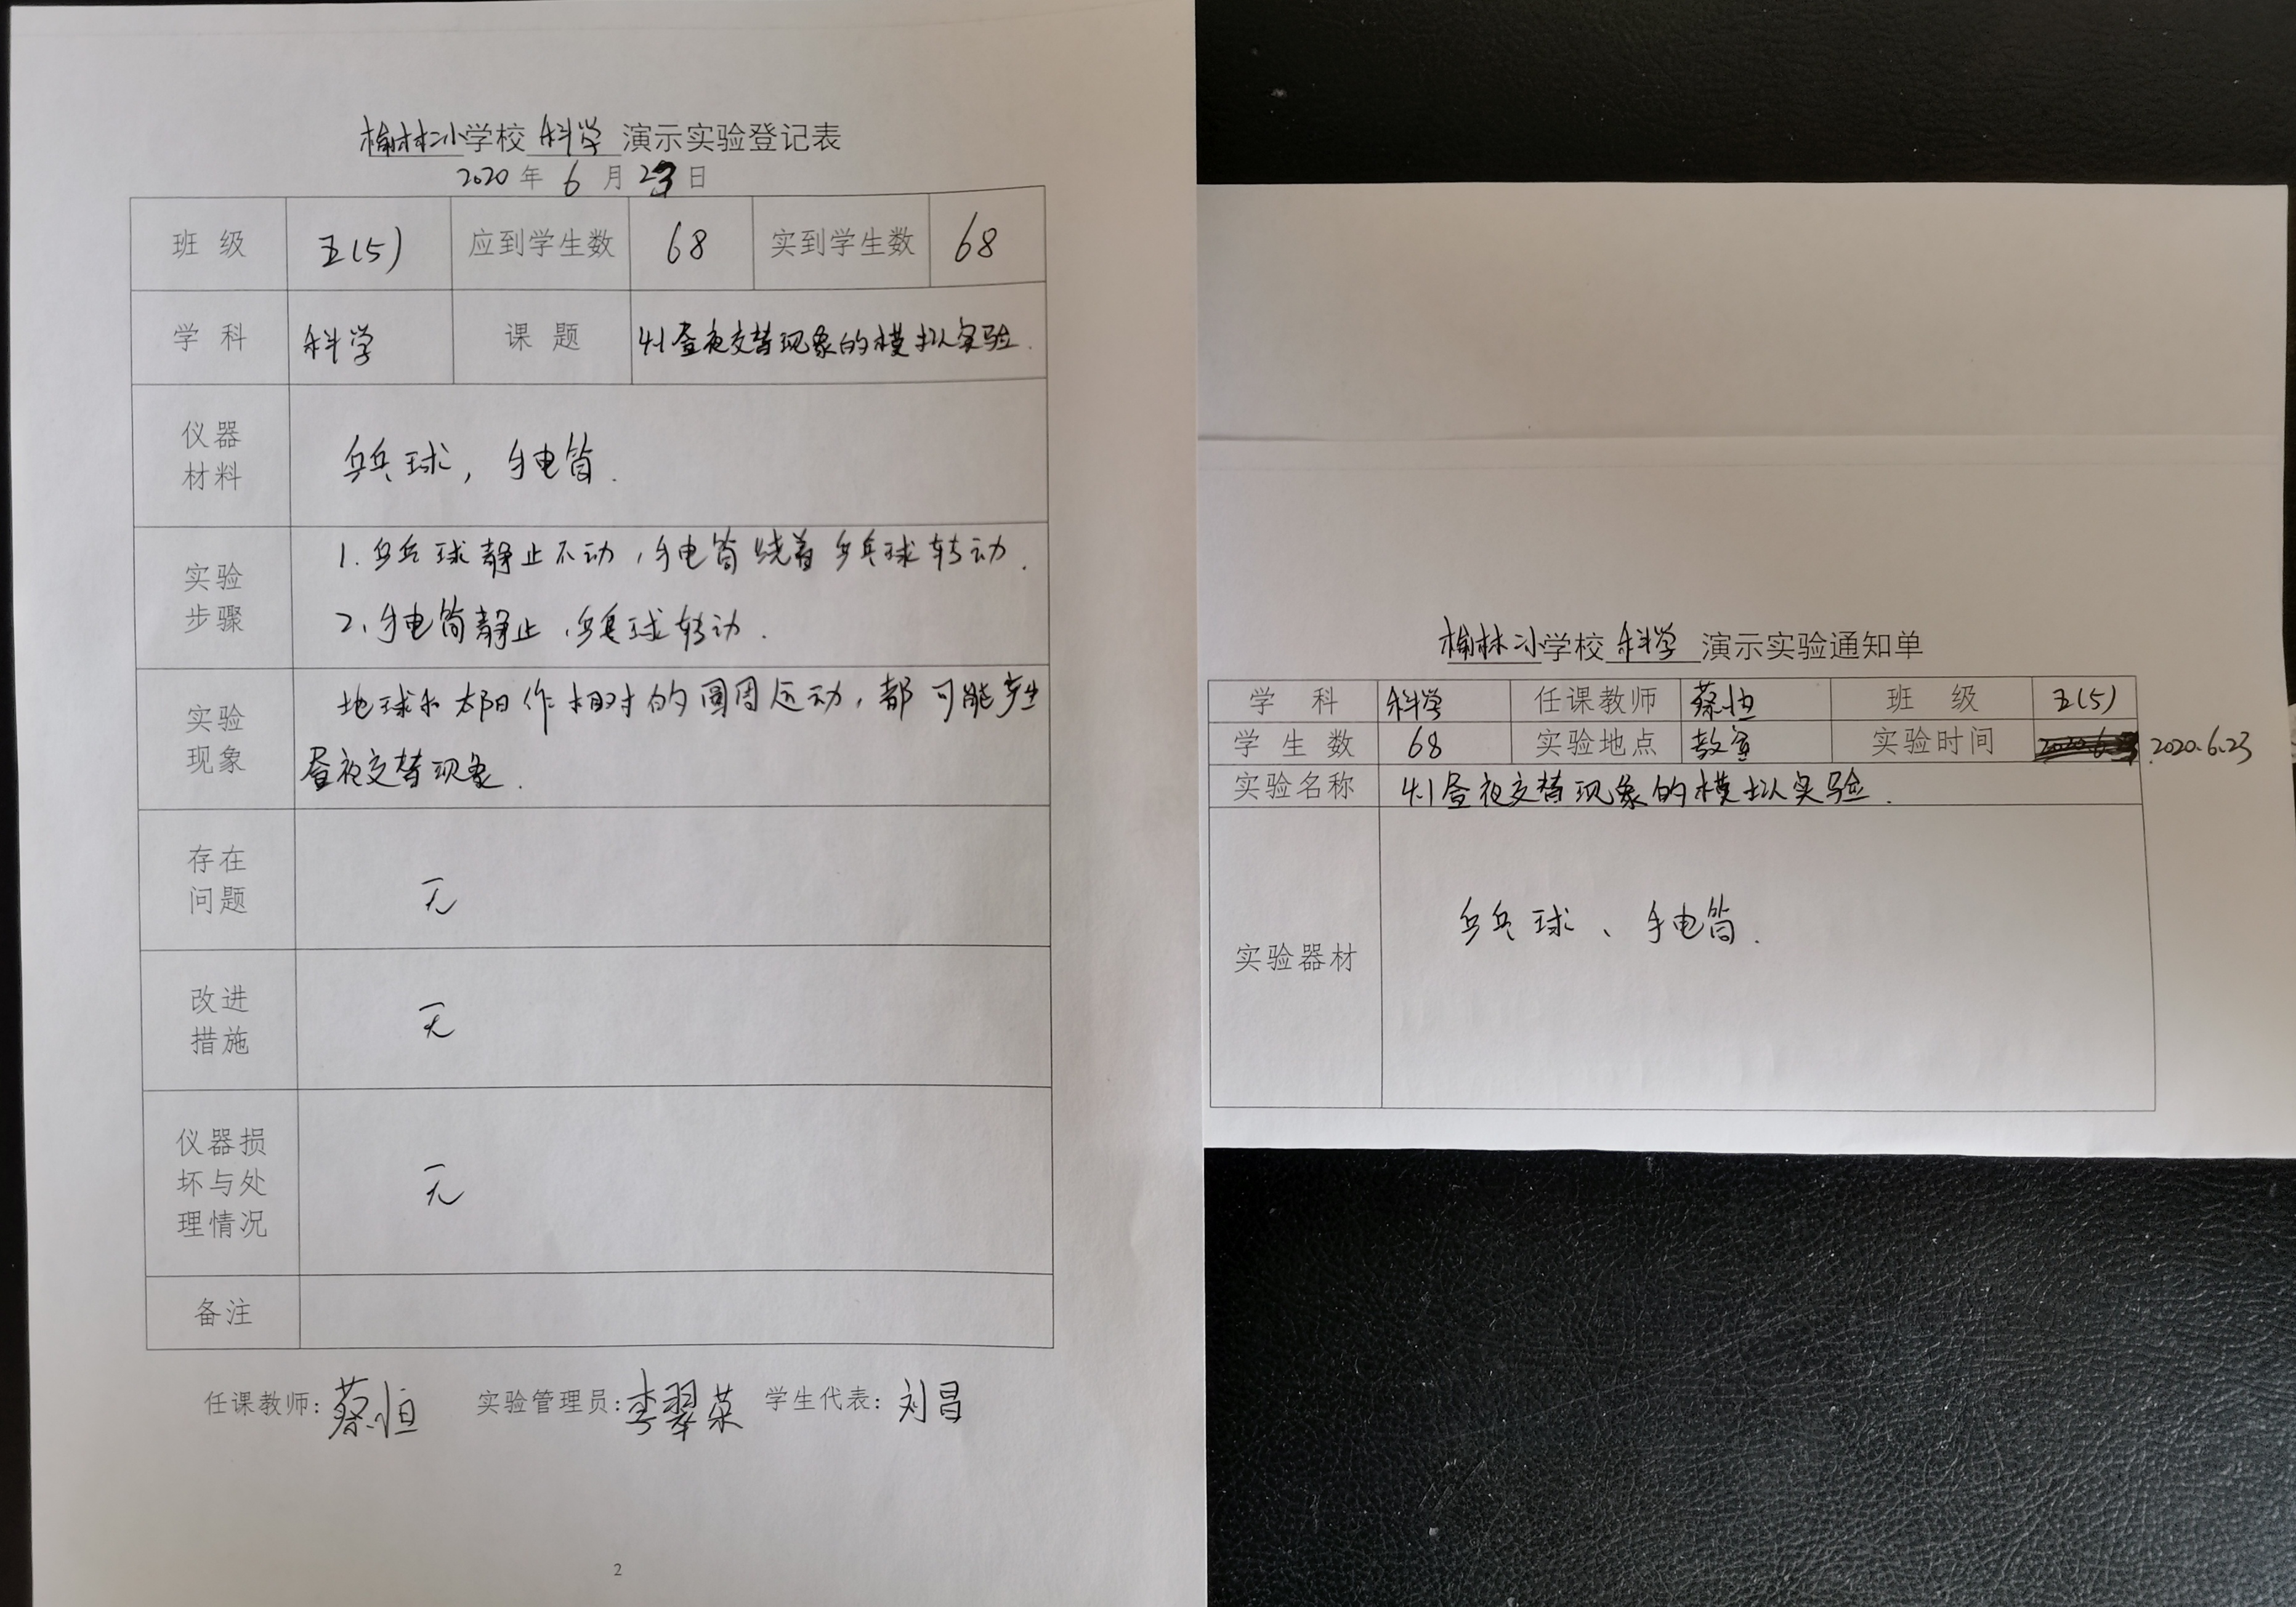 榆林小学校 科学 演示实验登记表
2020 年 6 月 23 日
班 级 五(5) 应到学生数 68 实到学生数 68
学 科 科学 课 题 4.1昼夜交替现象的模拟实验.
仪器
材料
乒乓球，手电筒.
实验
步骤
1.乒乓球静止不动，手电筒绕着乒乓球转动.
2、手电筒静止，乒乓球转动.
实验
现象
地球和太阳作相对的圆周运动，都可能产生
昼夜交替现象.
存在
问题
无
改进
措施
无
仪器损
坏与处
理情况
无
备注
任课教师：蔡恒 实验管理员：李翠英 学生代表：刘昌
2
榆林小学校 科学 演示实验通知单
学 科 科学 任课教师 蔡恒 班 级 五(5)
学 生 数 68 实验地点 教室 实验时间 2020.6.23
实验名称 4.1昼夜交替现象的模拟实验.
实验器材 乒乓球、手电筒.